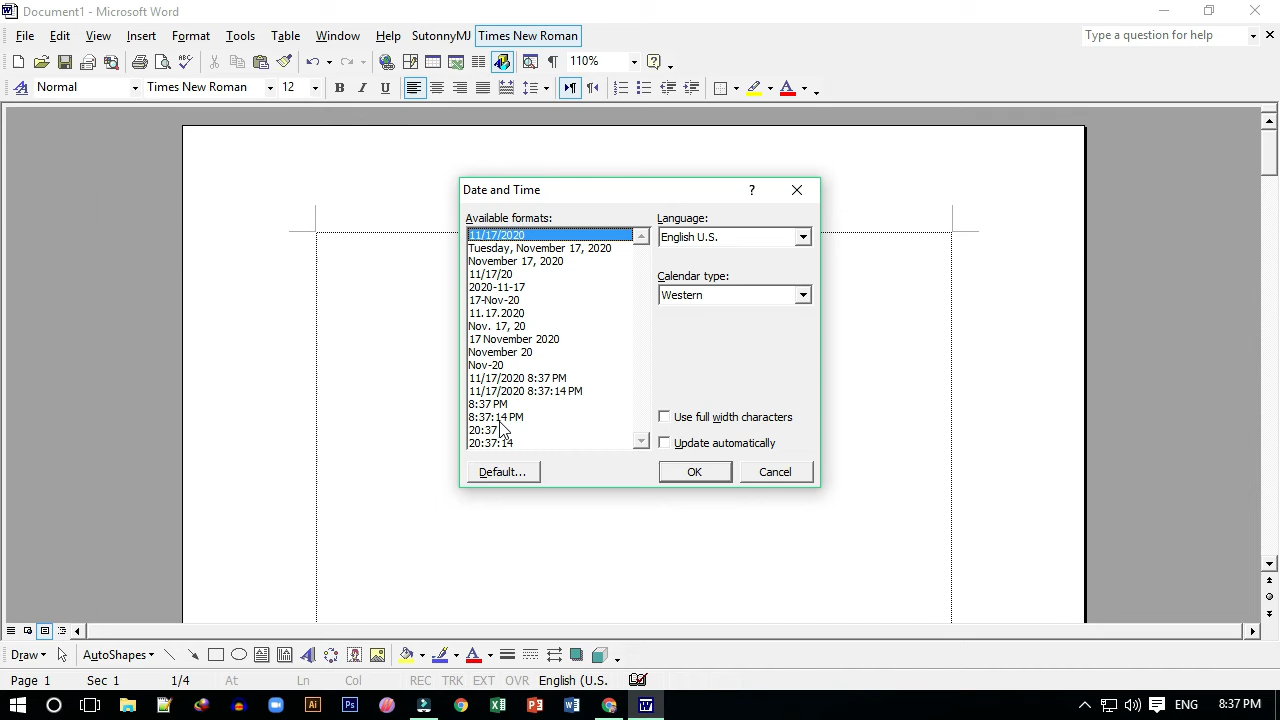 Document1 - Microsoft Word
File Edit View Insert Format Tools Table Window Help SutonnyMJ Times New Roman Type a question for help
110%
Normal Times New Roman 12 B I U A
Date and Time ?
Available formats: Language:
11/17/2020 English U.S.
Tuesday, November 17, 2020
November 17, 2020
11/17/20 Calendar type:
2020-11-17 Western
17-Nov-20
11.17.2020
Nov. 17, 20
17 November 2020
November 20
Nov-20
11/17/2020 8:37 PM
11/17/2020 8:37:14 PM
8:37 PM
8:37:14 PM Use full width characters
20:37
20:37:14 Update automatically
Default... OK Cancel
Draw AutoShapes A
Page 1 Sec 1 1/4 At Ln Col REC TRK EXT OVR English (U.S.
Ai Ps ENG 8:37 PM